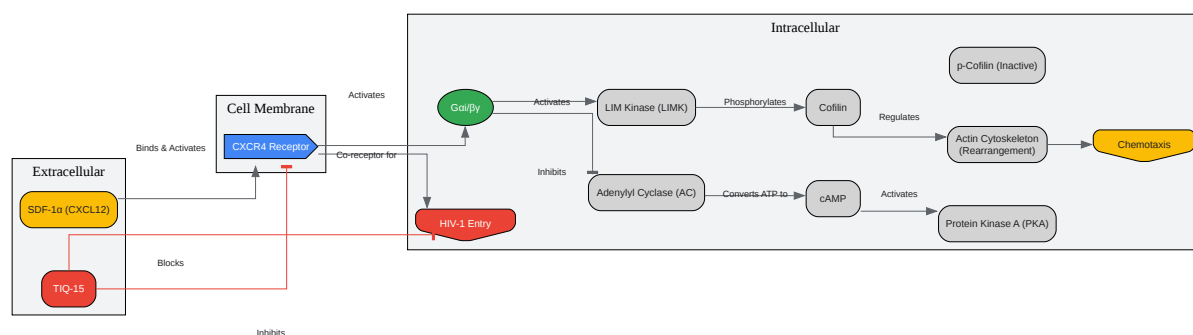 Intracellular
p-Cofilin (Inactive)
Cell Membrane
Activates
Gαi/βγ
Activates
LIM Kinase (LIMK)
Phosphorylates
Cofilin
Regulates
Binds & Activates
CXCR4 Receptor
Co-receptor for
Actin Cytoskeleton
(Rearrangement)
Chemotaxis
Extracellular
Inhibits
Adenylyl Cyclase (AC)
Converts ATP to
cAMP
Activates
SDF-1α (CXCL12)
HIV-1 Entry
Protein Kinase A (PKA)
Blocks
TIQ-15
Inhibits